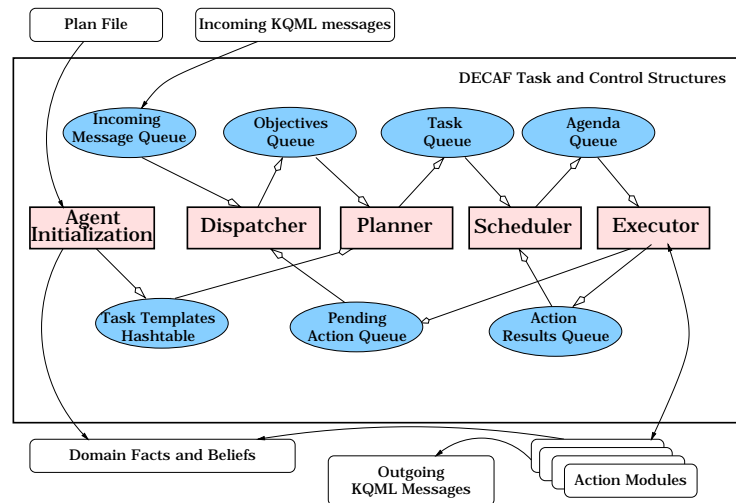 Plan File
Incoming KQML messages
DECAF Task and Control Structures
Incoming
Message Queue
Objectives
Queue
Task
Queue
Agenda
Queue
Agent
Initialization
Dispatcher
Planner
Scheduler
Executor
Task Templates
Hashtable
Pending
Action Queue
Action
Results Queue
Domain Facts and Beliefs
Outgoing
KQML Messages
Action Modules